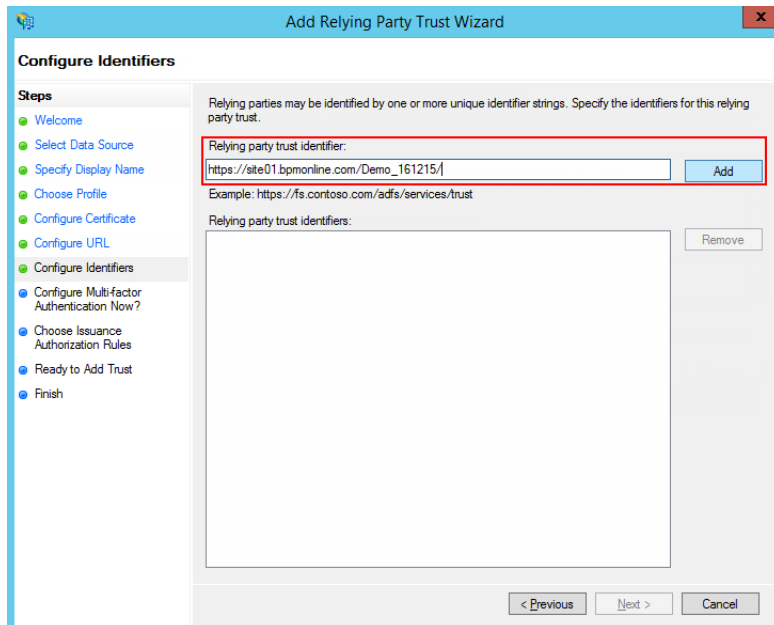 Add Relying Party Trust Wizard
x
Configure Identifiers
Steps
Welcome
Select Data Source
Specify Display Name
Choose Profile
Configure Certificate
Configure URL
Configure Identifiers
Configure Multi-factor
Authentication Now?
Choose Issuance
Authorization Rules
Ready to Add Trust
Finish
Relying parties may be identified by one or more unique identifier strings. Specify the identifiers for this relying
party trust.
Relying party trust identifier:
https://site01.bpmonline.com/Demo_161215/
Add
Example: https://fs.contoso.com/adfs/services/trust
Relying party trust identifiers:
Remove
< Previous
Next >
Cancel